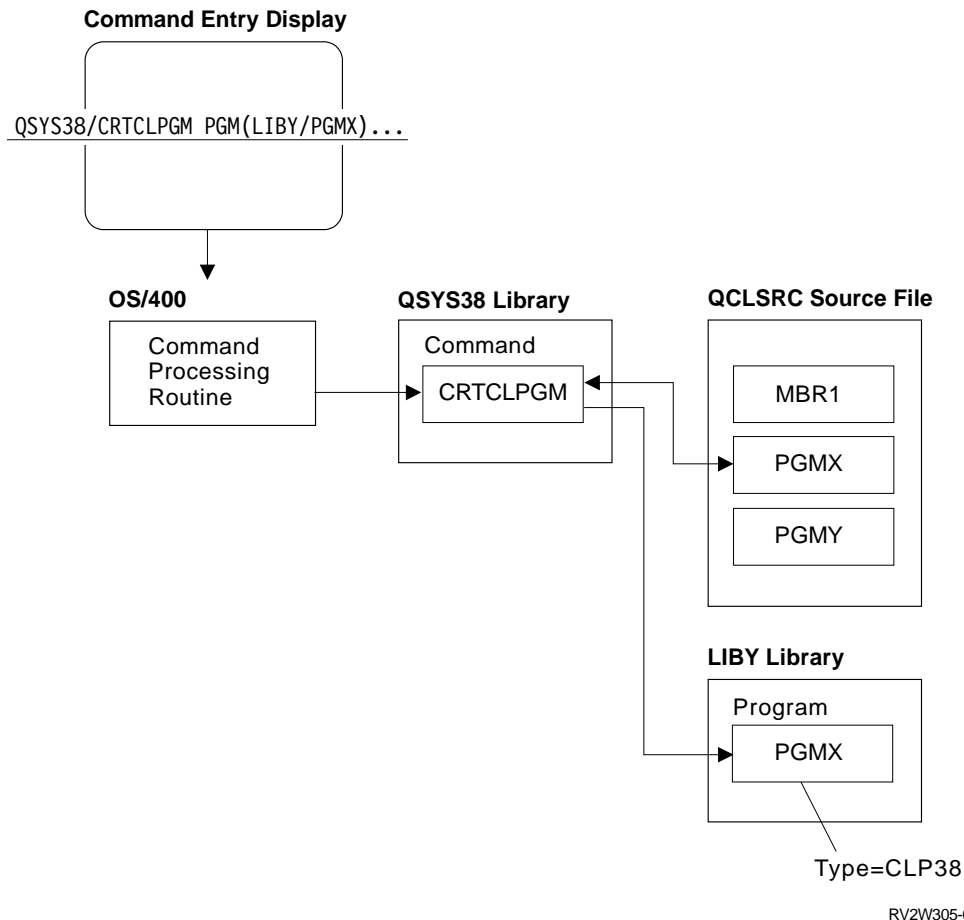 Command Entry Display
QSYS38/CRTCLPGM PGM(LIBY/PGMX)...
OS/400
QSYS38 Library
QCLSRC Source File
Command
Processing
Routine
Command
CRTCLPGM
MBR1
PGMX
PGMY
LIBY Library
Program
PGMX
Type=CLP38